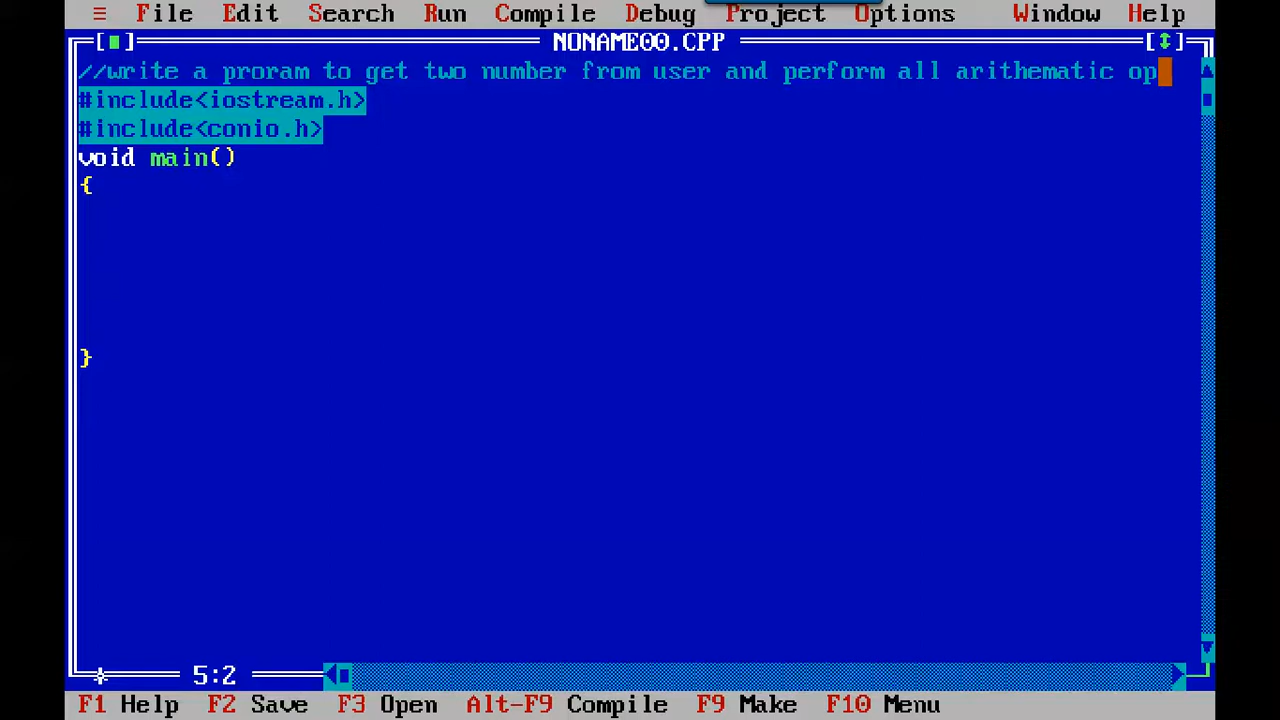 ≡ File Edit Search Run Compile Debug Project Options Window Help
[■] NONAME00.CPP [↕]
//write a proram to get two number from user and perform all arithematic op
#include<iostream.h>
#include<conio.h>
void main()
{
}
5:2
F1 Help F2 Save F3 Open Alt-F9 Compile F9 Make F10 Menu